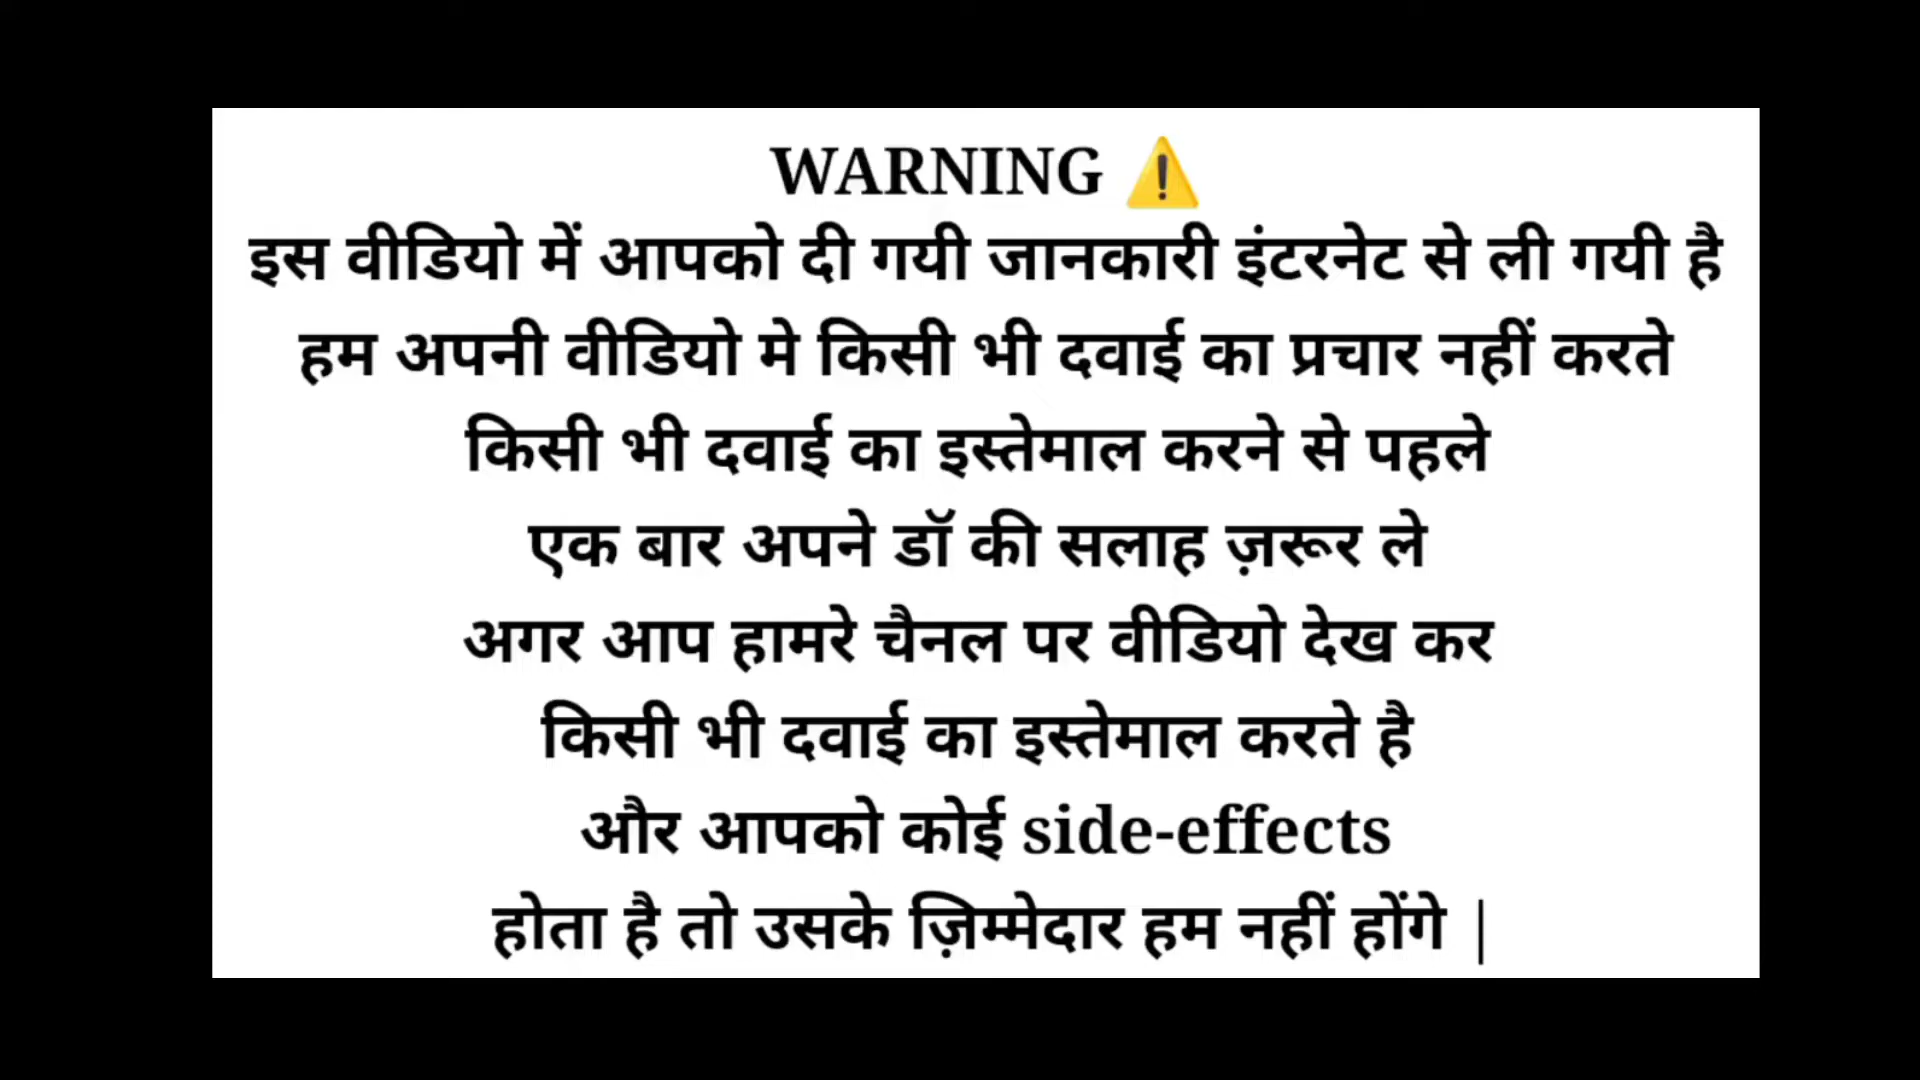 WARNING ⚠️
इस वीडियो में आपको दी गयी जानकारी इंटरनेट से ली गयी है
हम अपनी वीडियो मे किसी भी दवाई का प्रचार नहीं करते
किसी भी दवाई का इस्तेमाल करने से पहले
एक बार अपने डॉ की सलाह ज़रूर ले
अगर आप हामरे चैनल पर वीडियो देख कर
किसी भी दवाई का इस्तेमाल करते है
और आपको कोई side-effects
होता है तो उसके ज़िम्मेदार हम नहीं होंगे |